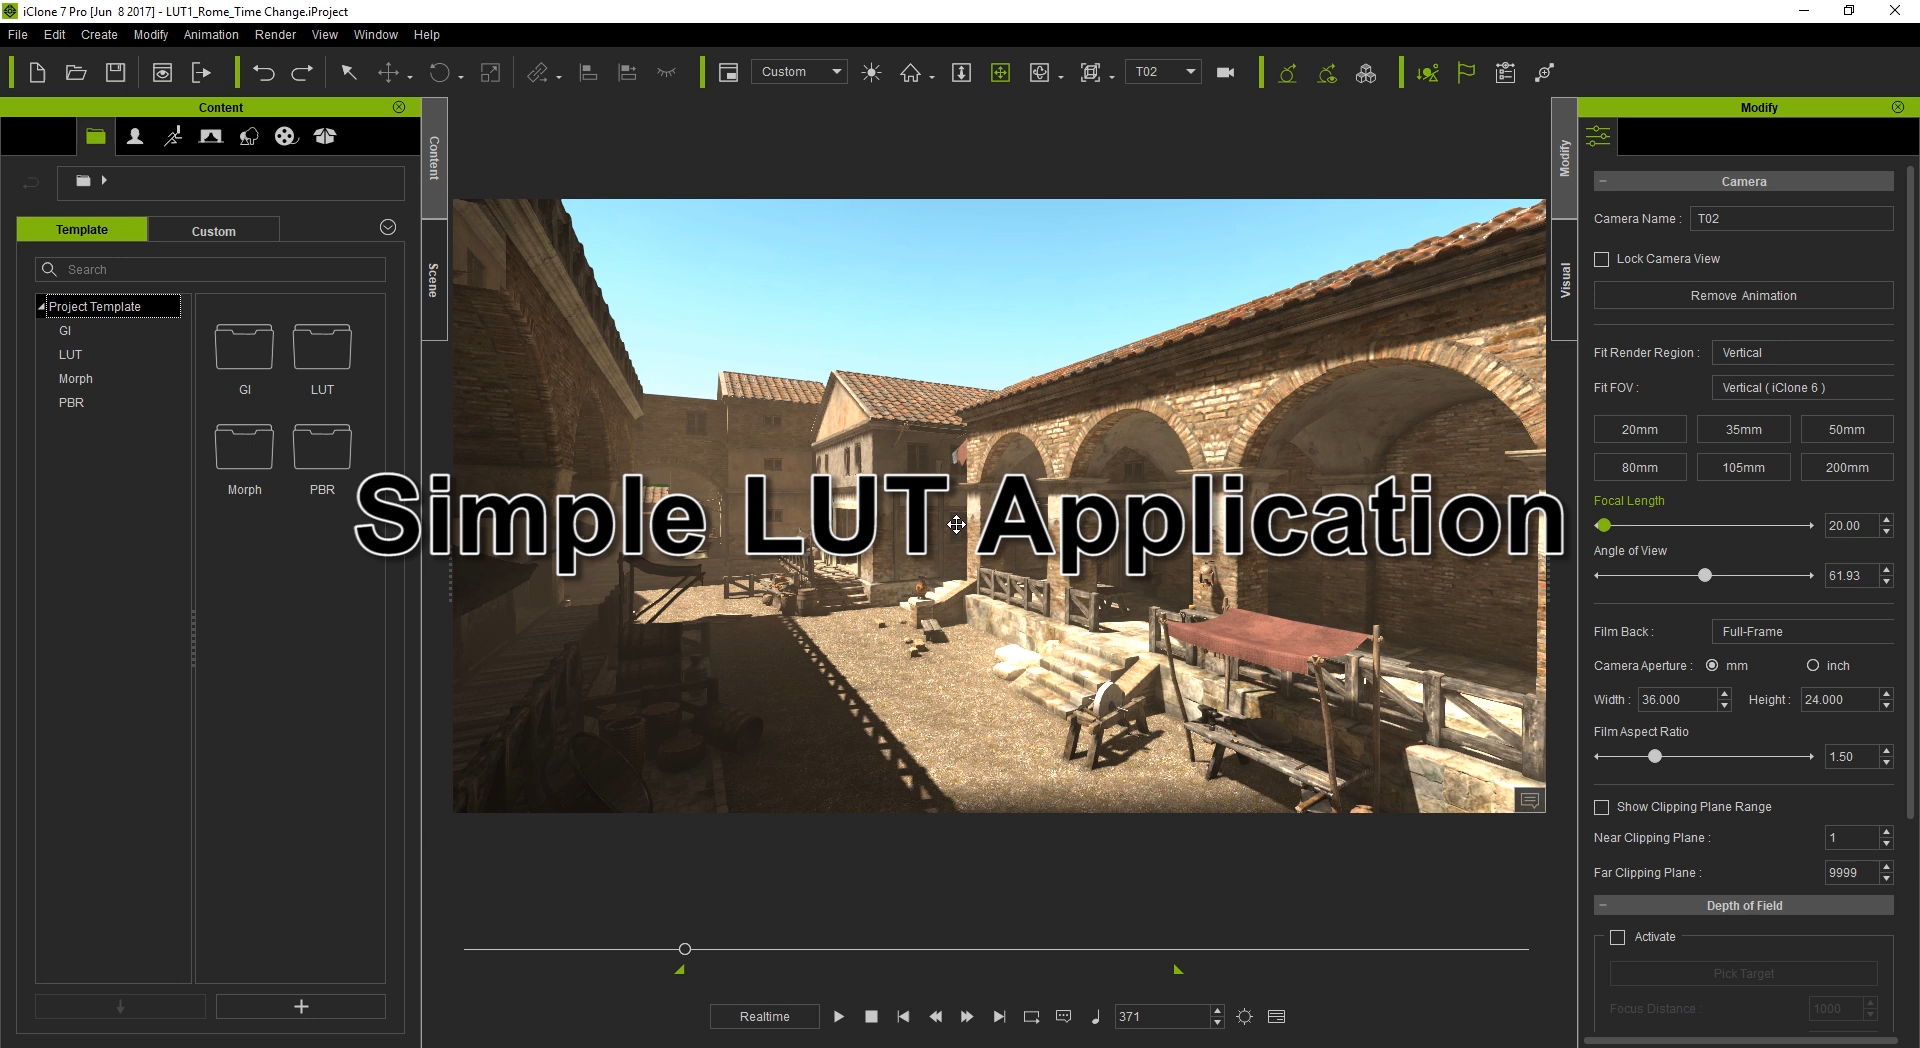 iClone 7 Pro [Jun  8 2017] - LUT1_Rome_Time Change.iProject
File Edit Create Modify Animation Render View Window Help
Custom
T02
Content
Content
Scene
Template
Custom
Search
Project Template
GI
LUT
Morph
PBR
GI
LUT
Morph
PBR
Simple LUT Application
Realtime
371
Modify
Visual
Modify
Camera
Camera Name : T02
Lock Camera View
Remove Animation
Fit Render Region : Vertical
Fit FOV : Vertical ( iClone 6 )
20mm 35mm 50mm
80mm 105mm 200mm
Focal Length
20.00
Angle of View
61.93
Film Back : Full-Frame
Camera Aperture : mm inch
Width : 36.000 Height : 24.000
Film Aspect Ratio
1.50
Show Clipping Plane Range
Near Clipping Plane : 1
Far Clipping Plane : 9999
Depth of Field
Activate
Pick Target
Focus Distance : 1000